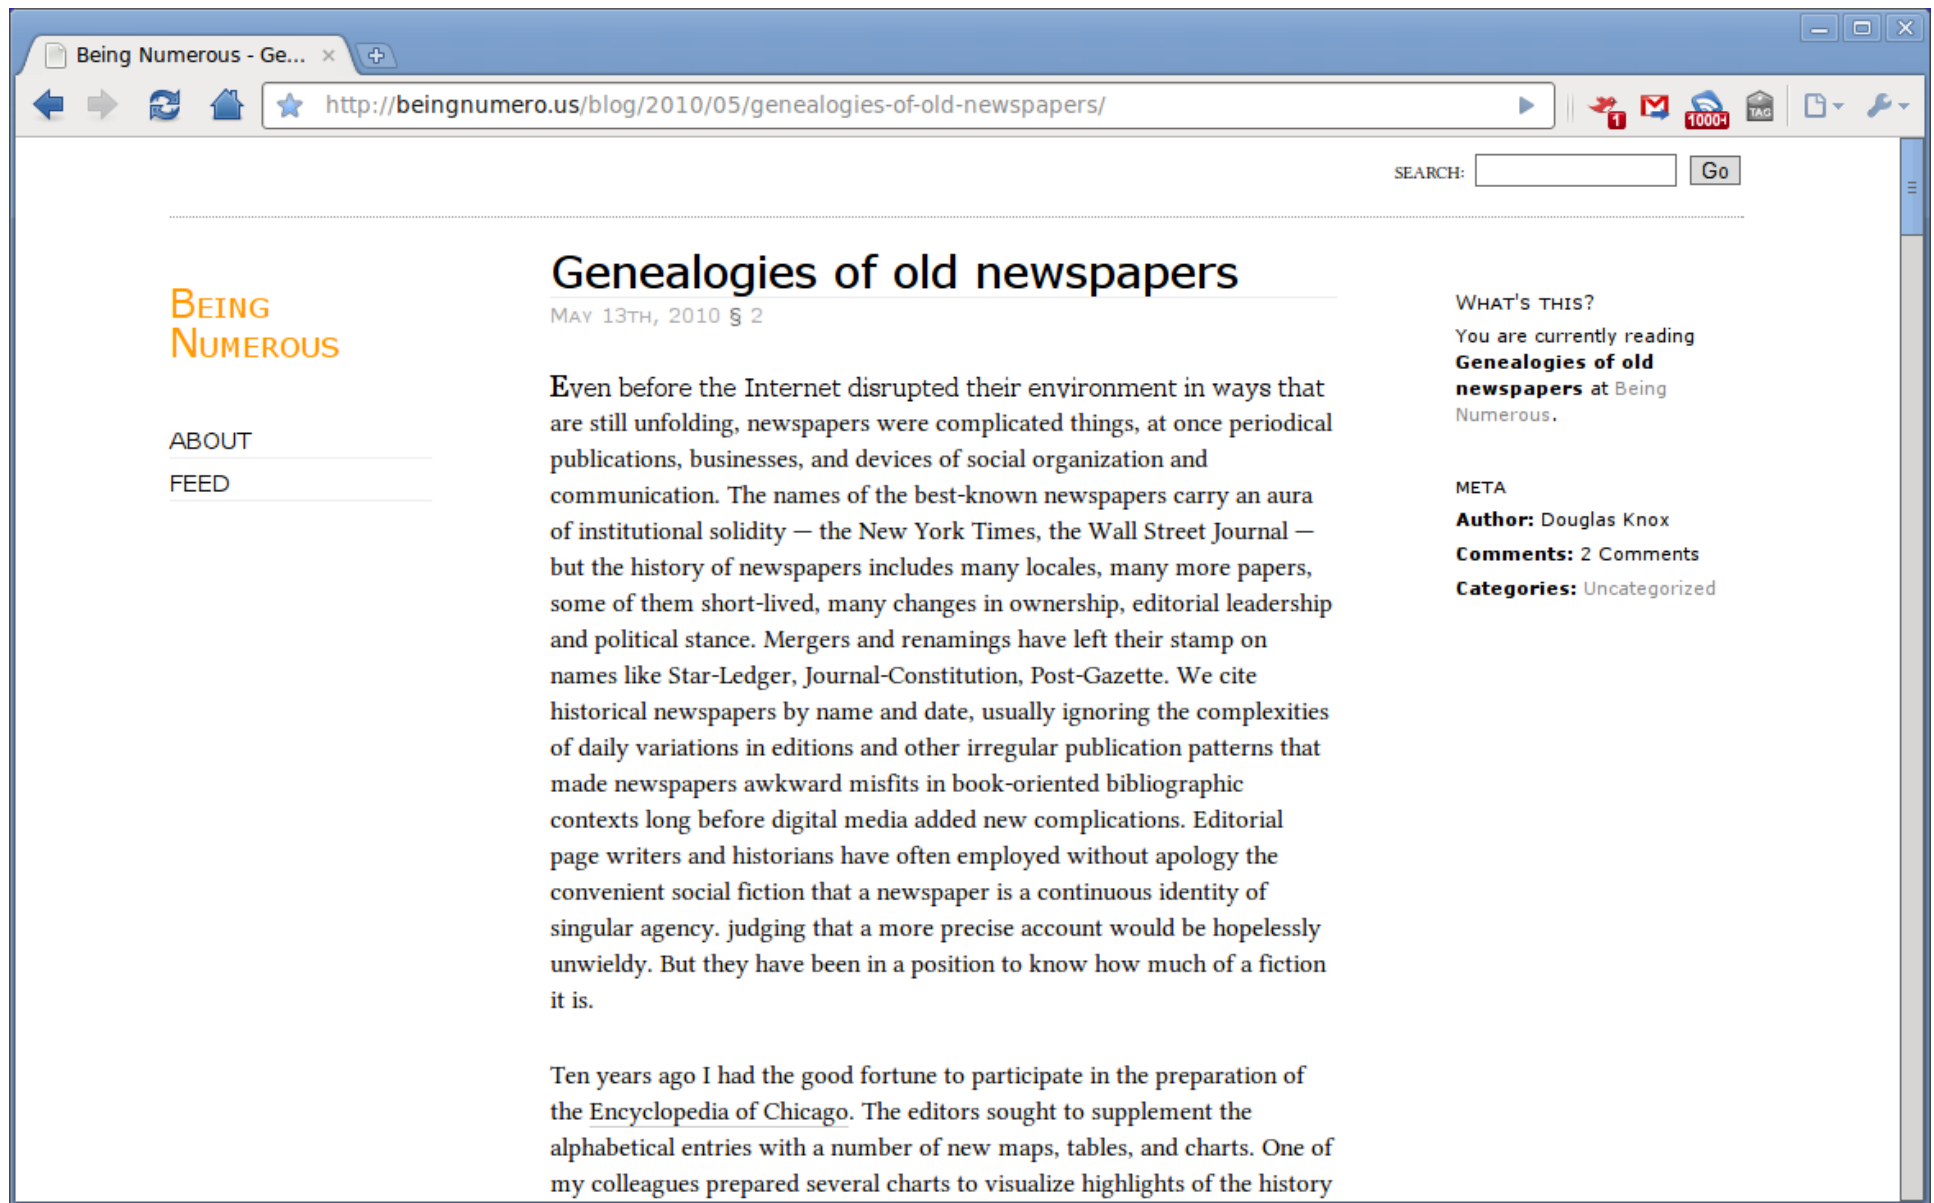 Being Numerous - Ge...
http://beingnumero.us/blog/2010/05/genealogies-of-old-newspapers/
1
1000+
TAG
SEARCH:
Go
BEING
NUMEROUS
ABOUT
FEED
Genealogies of old newspapers
MAY 13TH, 2010 § 2
Even before the Internet disrupted their environment in ways that
are still unfolding, newspapers were complicated things, at once periodical
publications, businesses, and devices of social organization and
communication. The names of the best-known newspapers carry an aura
of institutional solidity — the New York Times, the Wall Street Journal —
but the history of newspapers includes many locales, many more papers,
some of them short-lived, many changes in ownership, editorial leadership
and political stance. Mergers and renamings have left their stamp on
names like Star-Ledger, Journal-Constitution, Post-Gazette. We cite
historical newspapers by name and date, usually ignoring the complexities
of daily variations in editions and other irregular publication patterns that
made newspapers awkward misfits in book-oriented bibliographic
contexts long before digital media added new complications. Editorial
page writers and historians have often employed without apology the
convenient social fiction that a newspaper is a continuous identity of
singular agency. judging that a more precise account would be hopelessly
unwieldy. But they have been in a position to know how much of a fiction
it is.
Ten years ago I had the good fortune to participate in the preparation of
the Encyclopedia of Chicago. The editors sought to supplement the
alphabetical entries with a number of new maps, tables, and charts. One of
my colleagues prepared several charts to visualize highlights of the history
WHAT'S THIS?
You are currently reading
Genealogies of old
newspapers at Being
Numerous.
META
Author: Douglas Knox
Comments: 2 Comments
Categories: Uncategorized